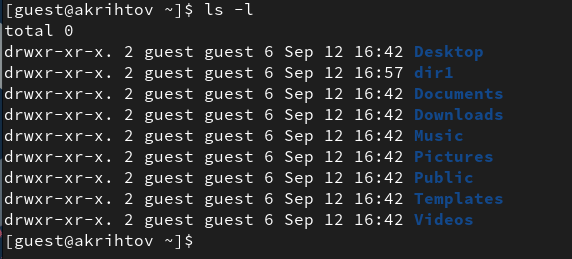 [guest@akrihtov ~]$ ls -l
total 0
drwxr-xr-x. 2 guest guest 6 Sep 12 16:42 Desktop
drwxr-xr-x. 2 guest guest 6 Sep 12 16:57 dir1
drwxr-xr-x. 2 guest guest 6 Sep 12 16:42 Documents
drwxr-xr-x. 2 guest guest 6 Sep 12 16:42 Downloads
drwxr-xr-x. 2 guest guest 6 Sep 12 16:42 Music
drwxr-xr-x. 2 guest guest 6 Sep 12 16:42 Pictures
drwxr-xr-x. 2 guest guest 6 Sep 12 16:42 Public
drwxr-xr-x. 2 guest guest 6 Sep 12 16:42 Templates
drwxr-xr-x. 2 guest guest 6 Sep 12 16:42 Videos
[guest@akrihtov ~]$